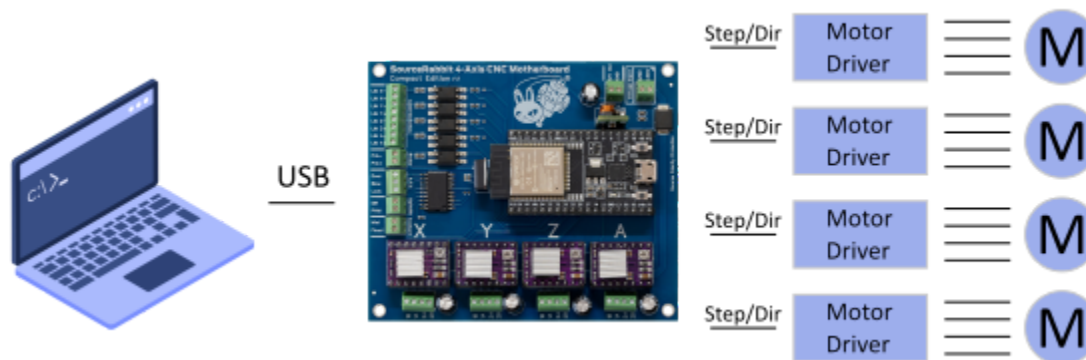 c:\>_
USB
SourceRabbit 4-Axis CNC Motherboard
Compact Edition
X Y Z A
Step/Dir
Motor
Driver
M
Step/Dir
Motor
Driver
M
Step/Dir
Motor
Driver
M
Step/Dir
Motor
Driver
M